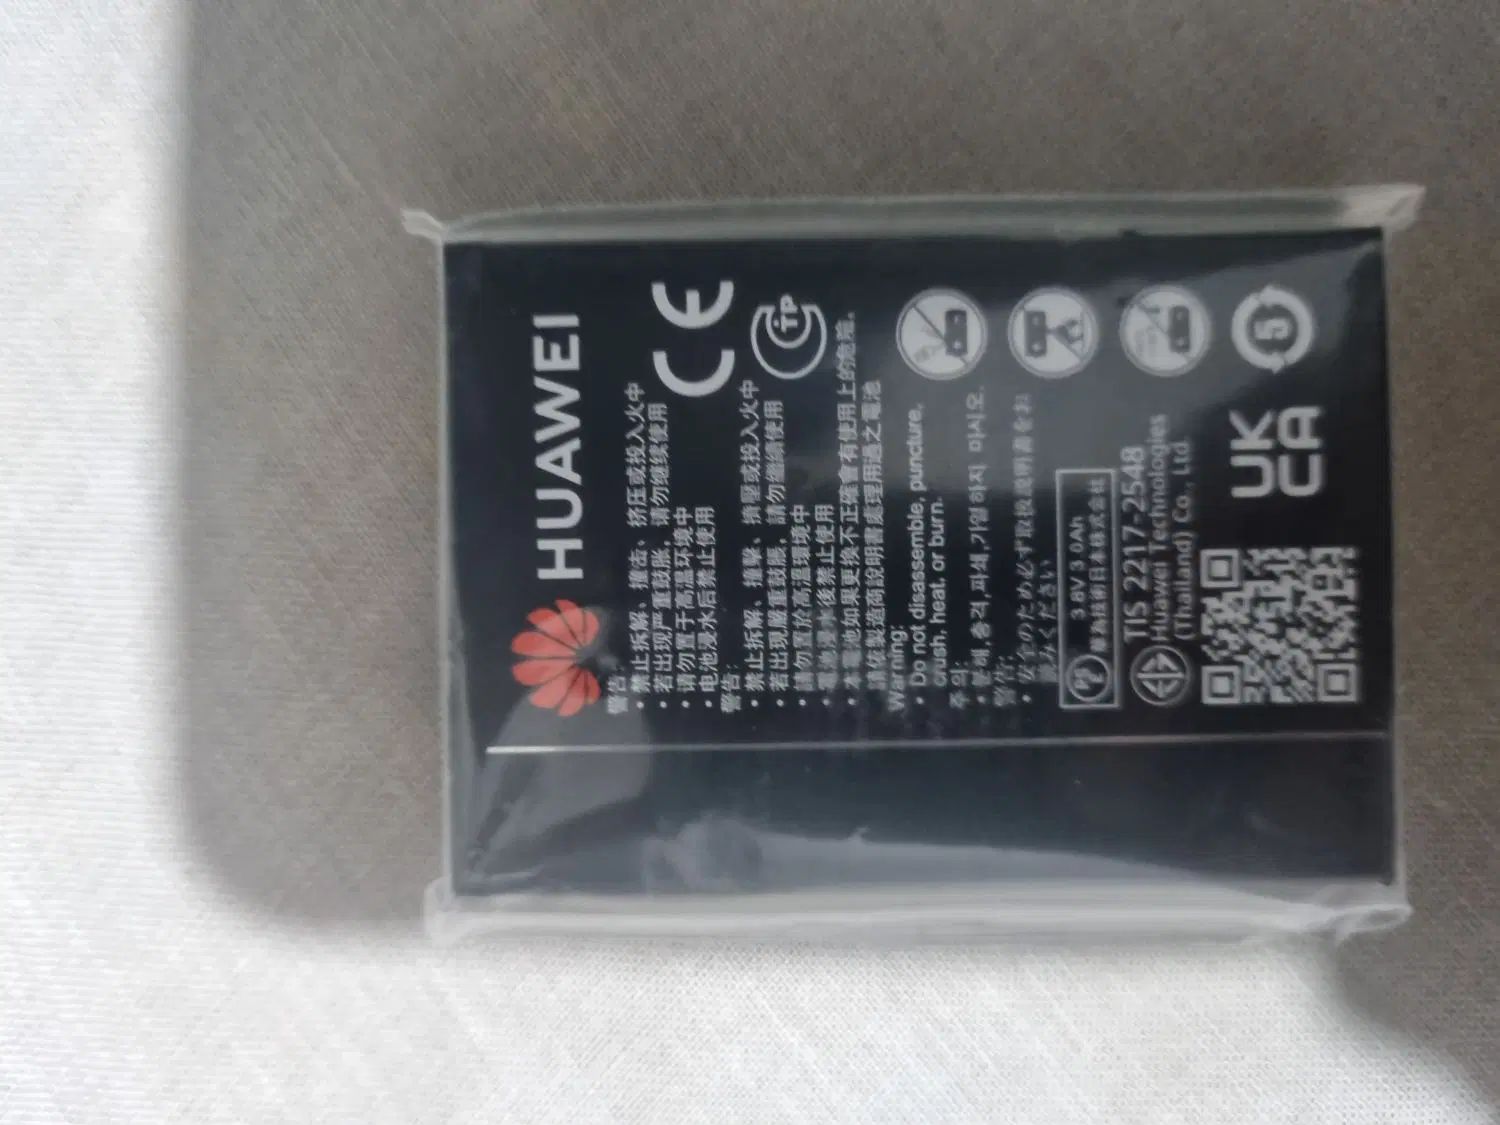 HUAWEI
警告:
• 禁止拆解、撞击、挤压或投入火中
• 若出现严重鼓胀，请勿继续使用
• 请勿置于高温环境中
• 电池浸水后禁止使用
警告:
• 禁止拆解、撞擊、擠壓或投入火中
• 若出現嚴重鼓脹，請勿繼續使用
• 請勿置於高溫環境中
• 電池浸水後禁止使用
• 本電池如果更換不正確會有使用上的危險。
請依製造商說明書處理用過之電池
Warning:
• Do not disassemble, puncture,
crush, heat, or burn.
주의:
• 분해,충격,파쇄,가열하지 마시오.
警告:
• 安全のため必ず取扱説明書をお
読みください
3.8V 3.0Ah
華為技術日本株式会社
TIS 2217-2548
Huawei Technologies
(Thailand) Co., Ltd.
CE
TP
5
UK
CA